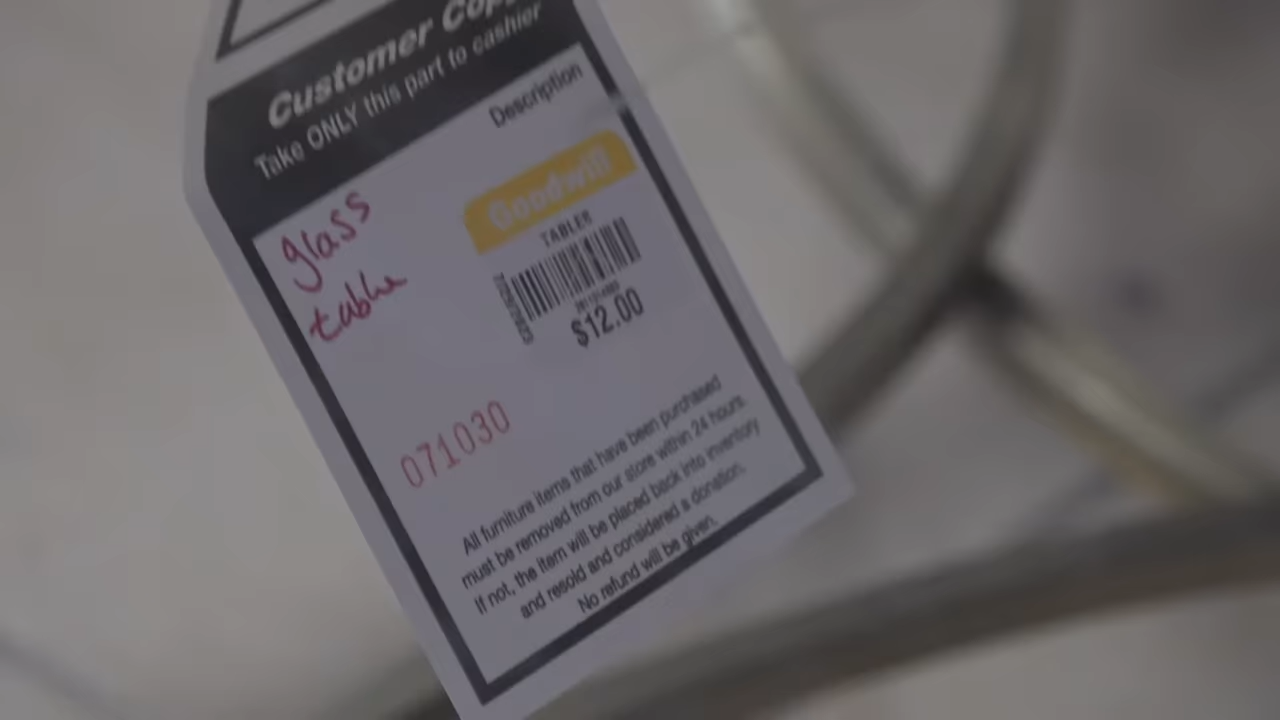 Customer Copy
Take ONLY this part to cashier
Description
glass
table
Goodwill
TABLES
$12.00
071030
All furniture items that have been purchased
must be removed from our store within 24 hours.
If not, the item will be placed back into inventory
and resold and considered a donation.
No refund will be given.